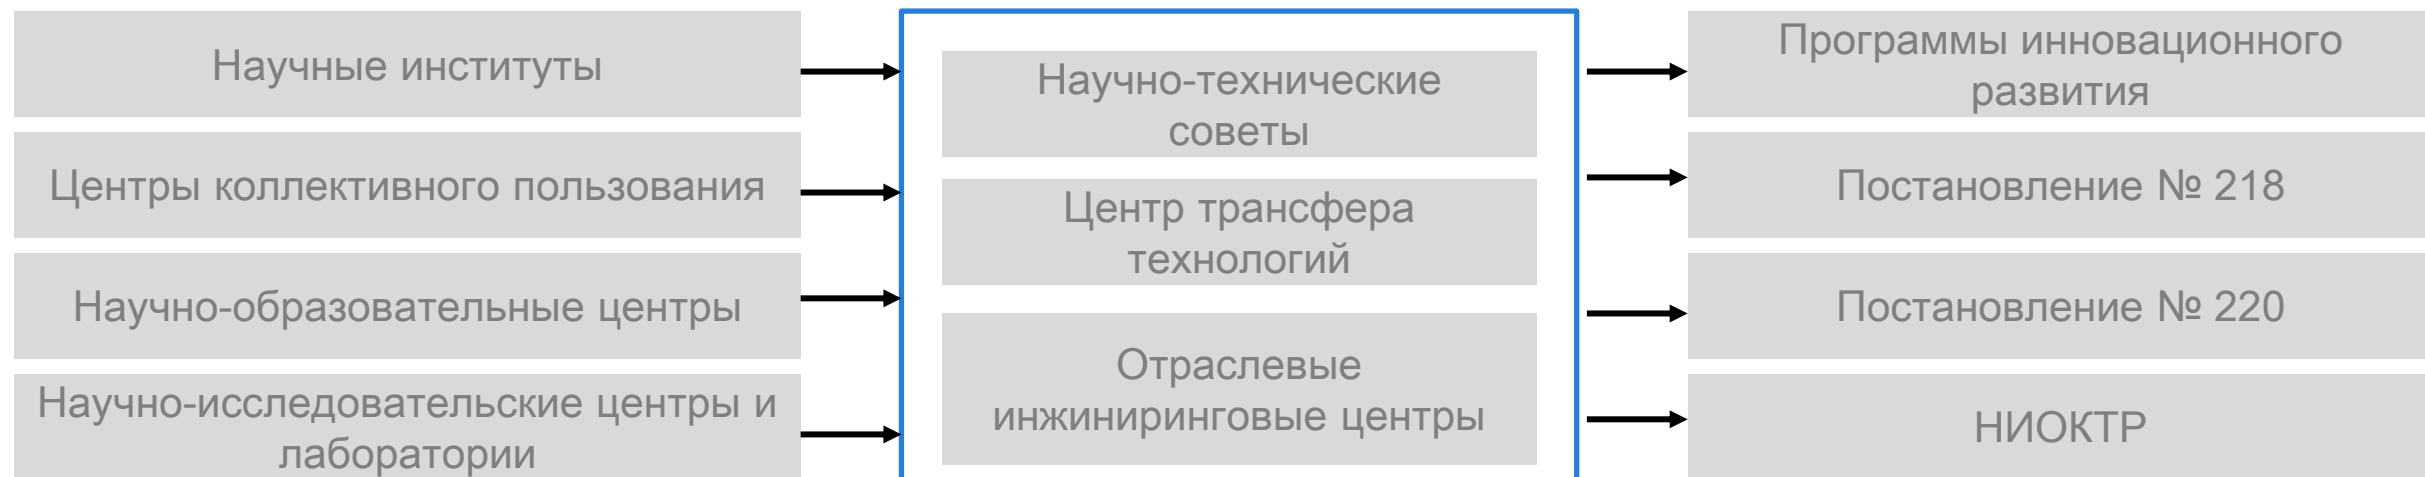 Научные институты
Центры коллективного пользования
Научно-образовательные центры
Научно-исследовательские центры и
лаборатории
Научно-технические
советы
Центр трансфера
технологий
Отраслевые
инжиниринговые центры
Программы инновационного
развития
Постановление № 218
Постановление № 220
НИОКТР